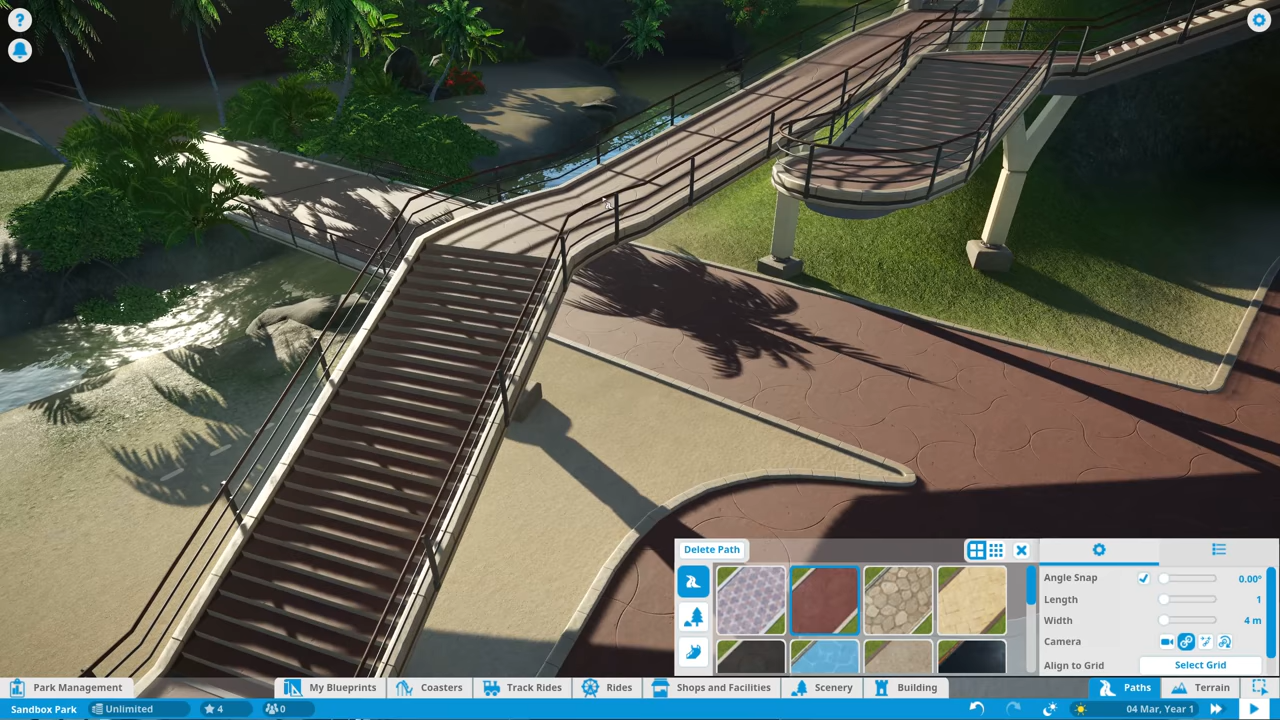 ?
Delete Path
Angle Snap 0.00°
Length 1
Width 4 m
Camera
Align to Grid Select Grid
Park Management My Blueprints Coasters Track Rides Rides Shops and Facilities Scenery Building Paths Terrain
Sandbox Park Unlimited 4 0 04 Mar, Year 1